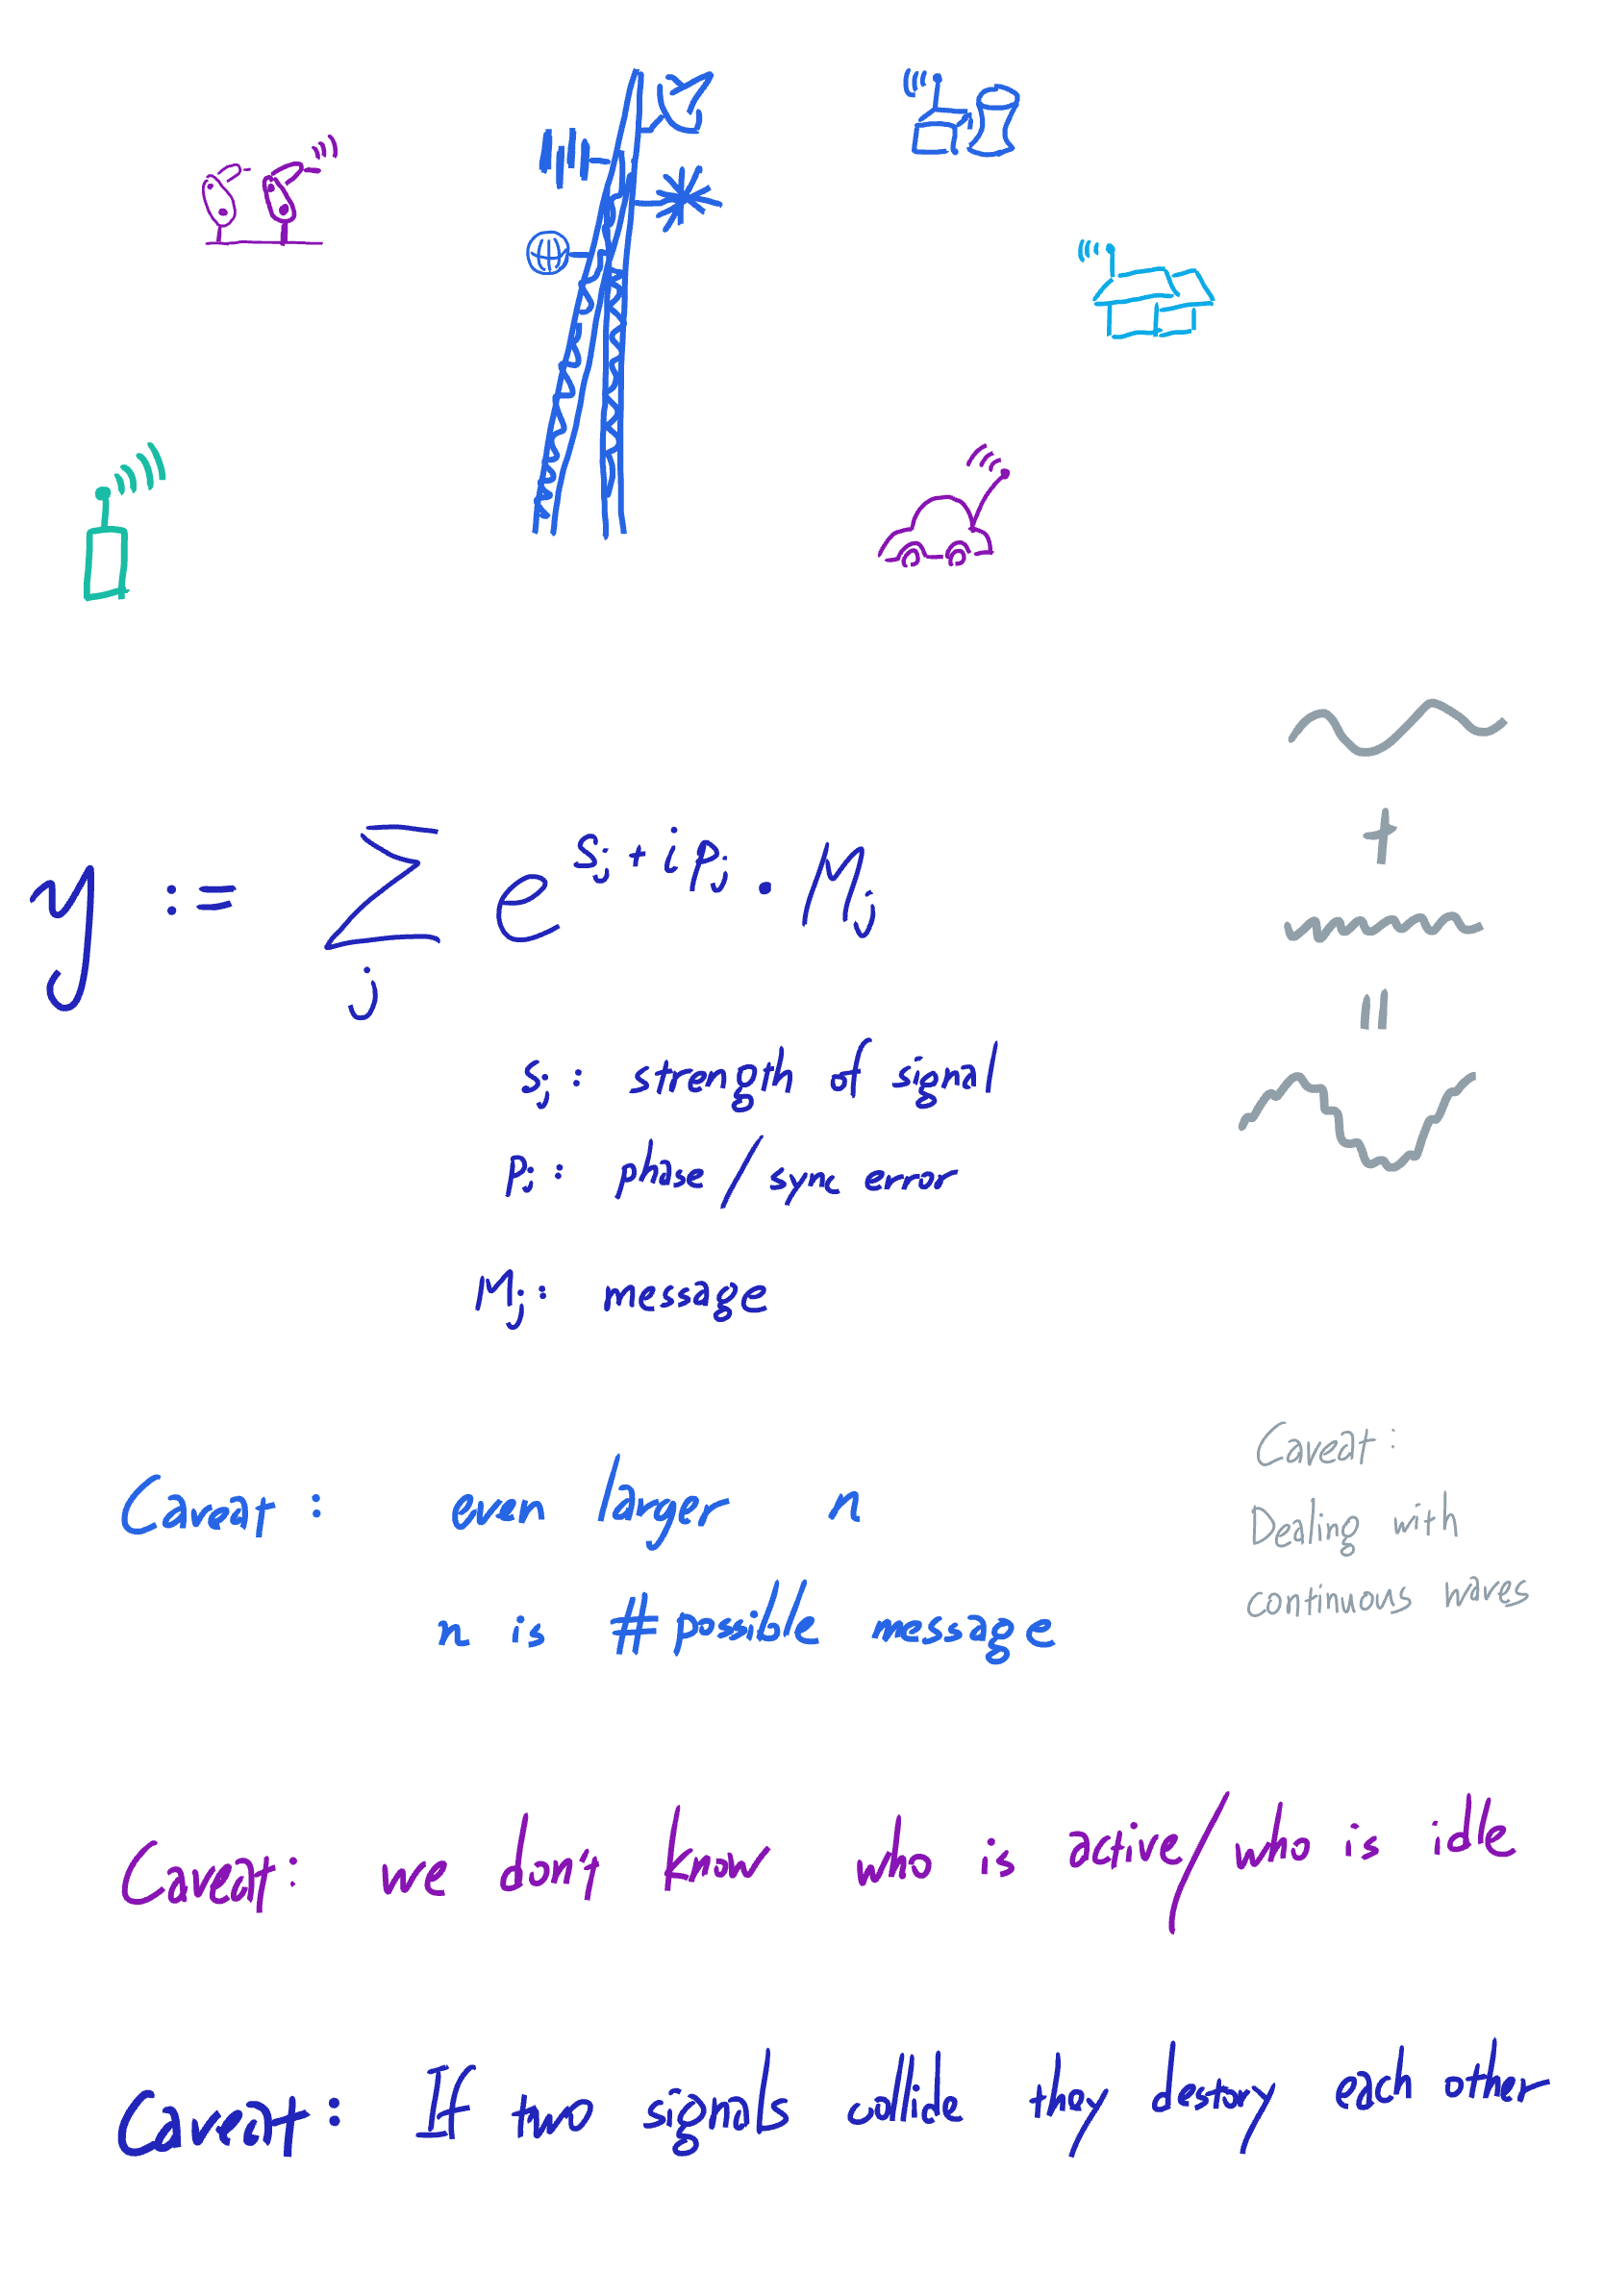 y := Σ_j e^{s_j + i p_j} · M_j
+
=
s_j : strength of signal
p_j : phase / sync error
M_j : message
Caveat : even larger n
n is # possible message
Caveat :
Dealing with
continuous waves
Caveat : we don't know who is active / who is idle
Caveat : If two signals collide they destory each other